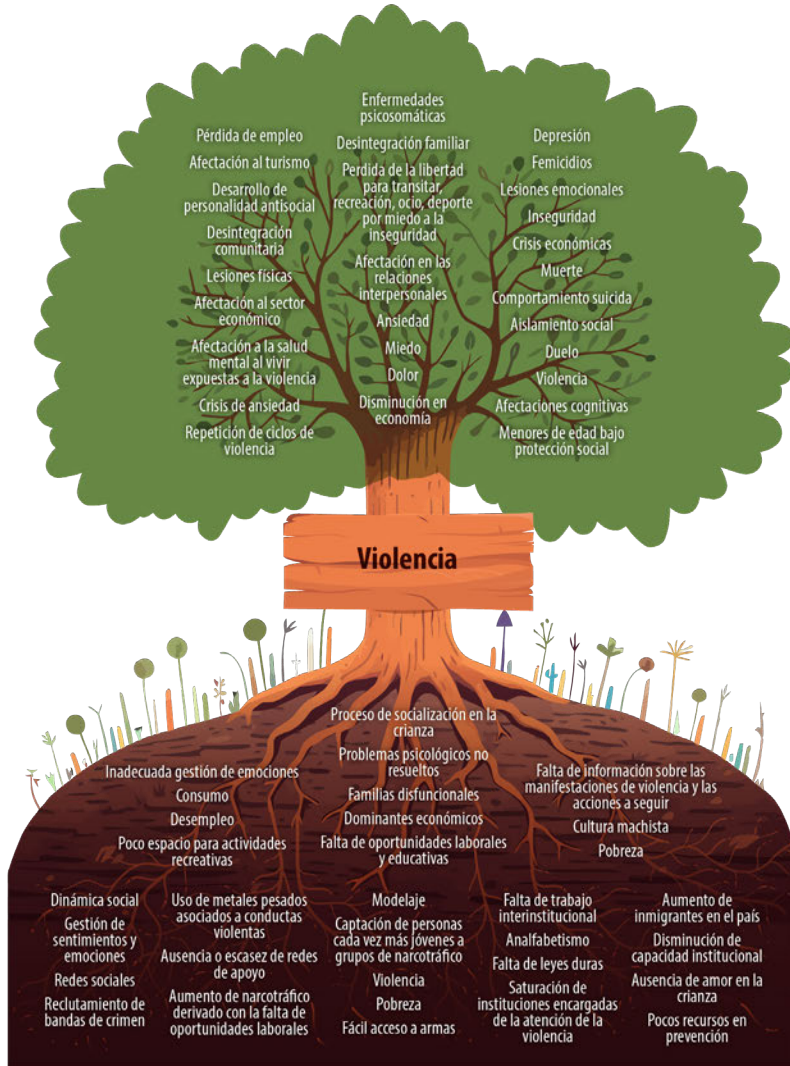 Pérdida de empleo
Afectación al turismo
Desarrollo de
personalidad antisocial
Desintegración
comunitaria
Lesiones físicas
Afectación al sector
económico
Afectación a la salud
mental al vivir
expuestas a la violencia
Crisis de ansiedad
Repetición de ciclos de
violencia
Enfermedades
psicosomáticas
Desintegración familiar
Perdida de la libertad
para transitar,
recreación, ocio, deporte
por miedo a la
inseguridad
Afectación en las
relaciones
interpersonales
Ansiedad
Miedo
Dolor
Disminución en
economía
Depresión
Femicidios
Lesiones emocionales
Inseguridad
Crisis económicas
Muerte
Comportamiento suicida
Aislamiento social
Duelo
Violencia
Afectaciones cognitivas
Menores de edad bajo
protección social
Violencia
Inadecuada gestión de emociones
Consumo
Desempleo
Poco espacio para actividades
recreativas
Proceso de socialización en la
crianza
Problemas psicológicos no
resueltos
Familias disfuncionales
Dominantes económicos
Falta de oportunidades laborales
y educativas
Falta de información sobre las
manifestaciones de violencia y las
acciones a seguir
Cultura machista
Pobreza
Dinámica social
Gestión de
sentimientos y
emociones
Redes sociales
Reclutamiento de
bandas de crimen
Uso de metales pesados
asociados a conductas
violentas
Ausencia o escasez de redes
de apoyo
Aumento de narcotráfico
derivado con la falta de
oportunidades laborales
Modelaje
Captación de personas
cada vez más jóvenes a
grupos de narcotráfico
Violencia
Pobreza
Fácil acceso a armas
Falta de trabajo
interinstitucional
Analfabetismo
Falta de leyes duras
Saturación de
instituciones encargadas
de la atención de la
violencia
Aumento de
inmigrantes en el país
Disminución de
capacidad institucional
Ausencia de amor en la
crianza
Pocos recursos en
prevención